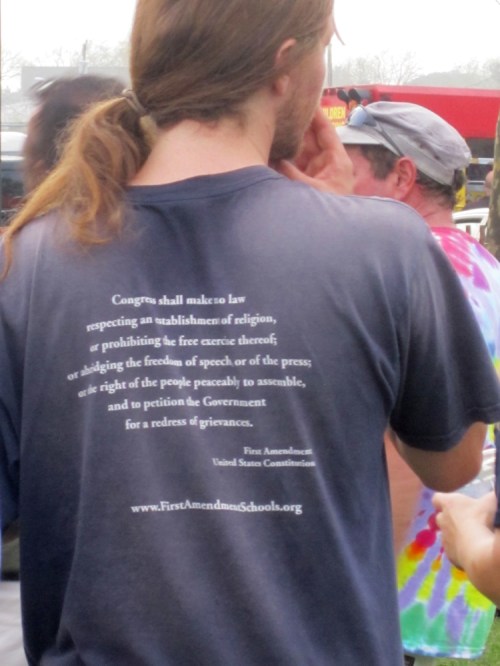 Congress shall make no law
respecting an establishment of religion,
or prohibiting the free exercise thereof;
or abridging the freedom of speech, or of the press;
or the right of the people peaceably to assemble,
and to petition the Government
for a redress of grievances.
First Amendment
United States Constitution
www.FirstAmendmentSchools.org